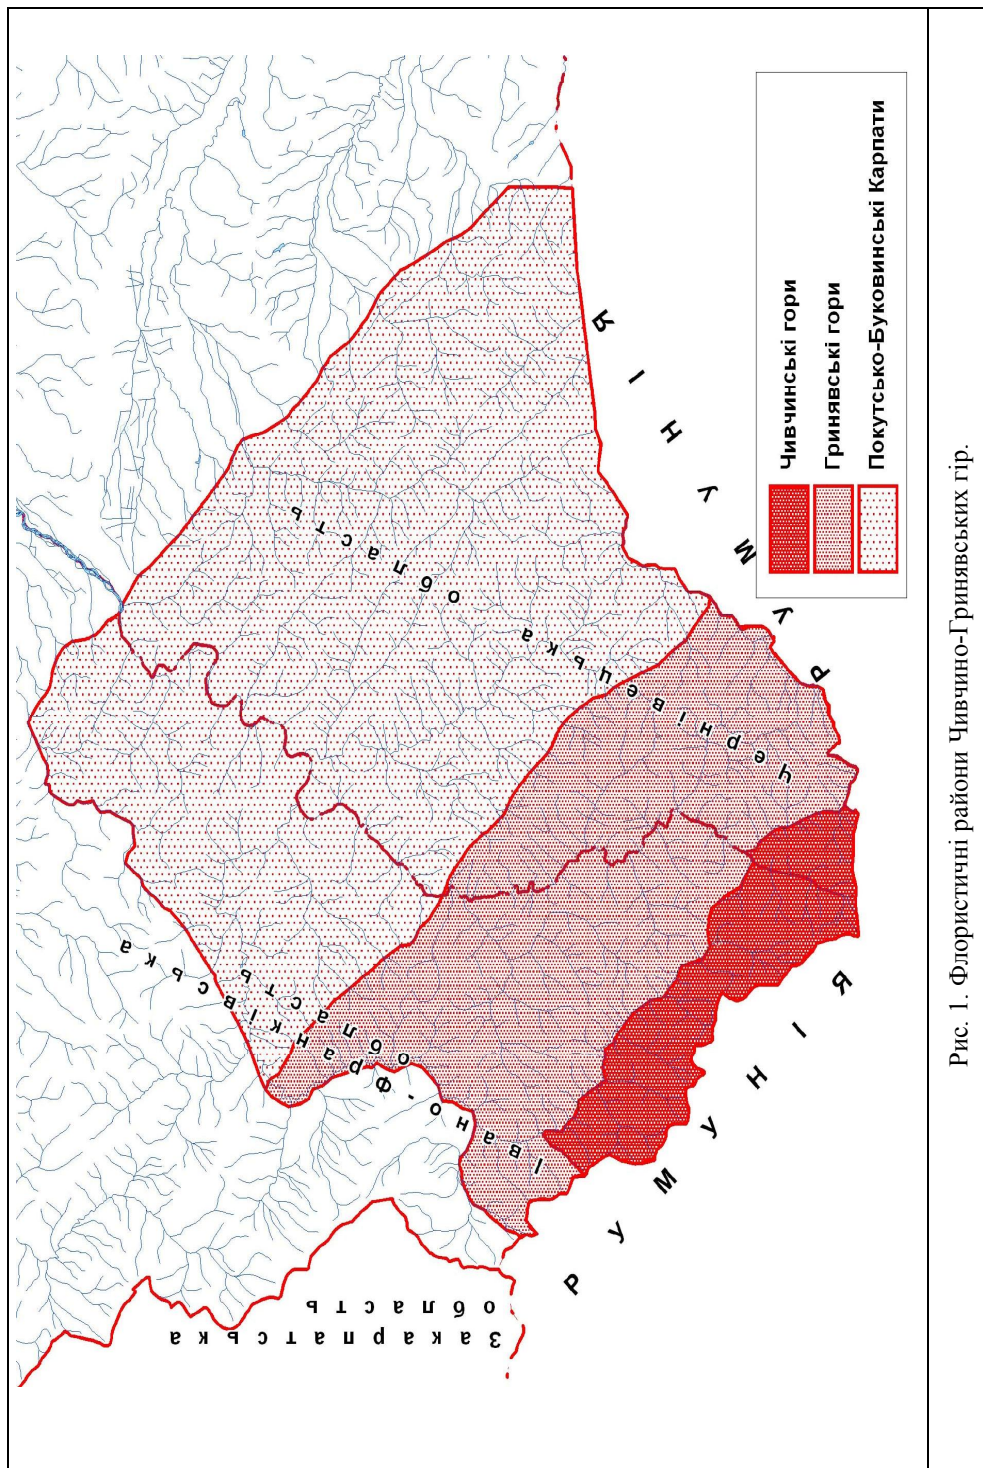 Закарпатська
область
Івано-Франківська
область
Чернівецька
область
РУМУНІЯ
РУМУНІЯ
Чивчинські гори
Гринявські гори
Покутсько-Буковинські Карпати
Рис. 1. Флористичні райони Чивчино-Гринявських гір.